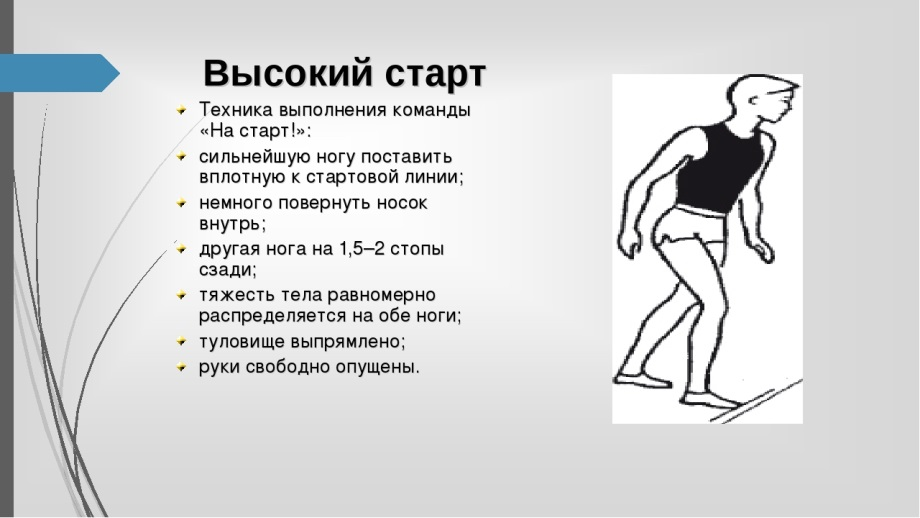 Высокий старт
Техника выполнения команды
«На старт!»:
сильнейшую ногу поставить
вплотную к стартовой линии;
немного повернуть носок
внутрь;
другая нога на 1,5–2 стопы
сзади;
тяжесть тела равномерно
распределяется на обе ноги;
туловище выпрямлено;
руки свободно опущены.